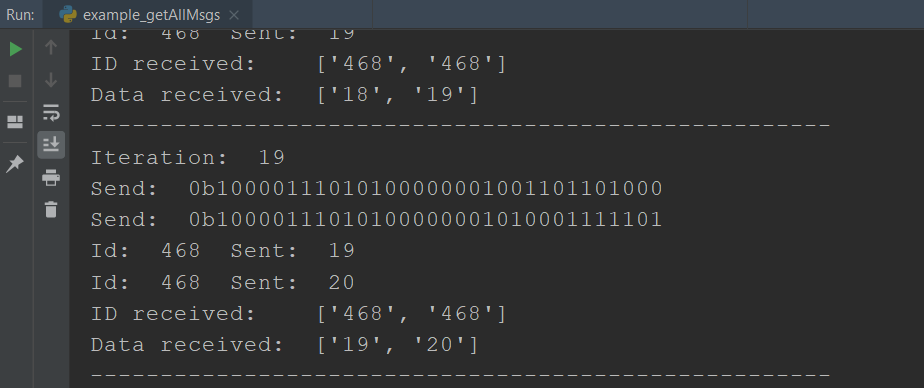 Run: example_getAllMsgs
Id: 468 Sent: 19
ID received: ['468', '468']
Data received: ['18', '19']
-----------------------------------------------------
Iteration: 19
Send: 0b10000111010100000001001101101000
Send: 0b10000111010100000001010001111101
Id: 468 Sent: 19
Id: 468 Sent: 20
ID received: ['468', '468']
Data received: ['19', '20']
-----------------------------------------------------